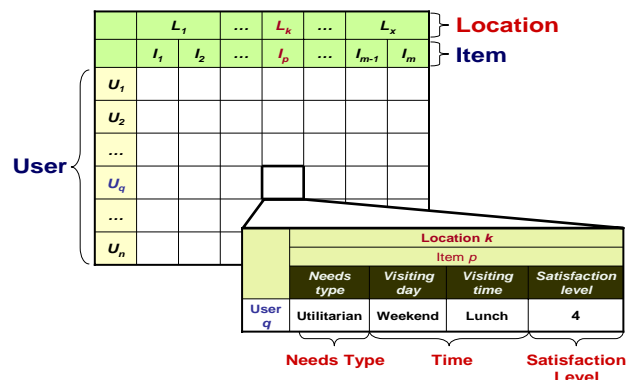 L1 ... Lk ... Lx Location
I1 I2 ... Ip ... Im-1 Im Item
U1
U2
...
User
Uq
...
Un
Location k
Item p
Needs type Visiting day Visiting time Satisfaction level
User q Utilitarian Weekend Lunch 4
Needs Type Time Satisfaction Level